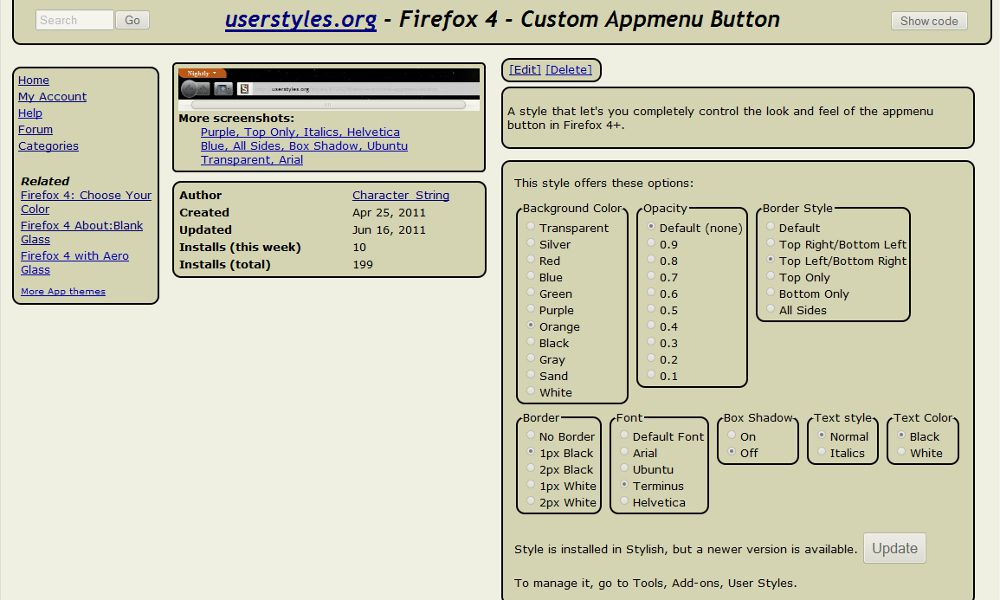 Search Go
userstyles.org - Firefox 4 - Custom Appmenu Button
Show code
Home
My Account
Help
Forum
Categories
Related
Firefox 4: Choose Your
Color
Firefox 4 About:Blank
Glass
Firefox 4 with Aero
Glass
More App themes
Nightly
S userstyles.org
More screenshots:
Purple, Top Only, Italics, Helvetica
Blue, All Sides, Box Shadow, Ubuntu
Transparent, Arial
Author Character_String
Created Apr 25, 2011
Updated Jun 16, 2011
Installs (this week) 10
Installs (total) 199
[Edit] [Delete]
A style that let's you completely control the look and feel of the appmenu
button in Firefox 4+.
This style offers these options:
Background Color
Transparent
Silver
Red
Blue
Green
Purple
Orange
Black
Gray
Sand
White
Opacity
Default (none)
0.9
0.8
0.7
0.6
0.5
0.4
0.3
0.2
0.1
Border Style
Default
Top Right/Bottom Left
Top Left/Bottom Right
Top Only
Bottom Only
All Sides
Border
No Border
1px Black
2px Black
1px White
2px White
Font
Default Font
Arial
Ubuntu
Terminus
Helvetica
Box Shadow
On
Off
Text style
Normal
Italics
Text Color
Black
White
Style is installed in Stylish, but a newer version is available. Update
To manage it, go to Tools, Add-ons, User Styles.